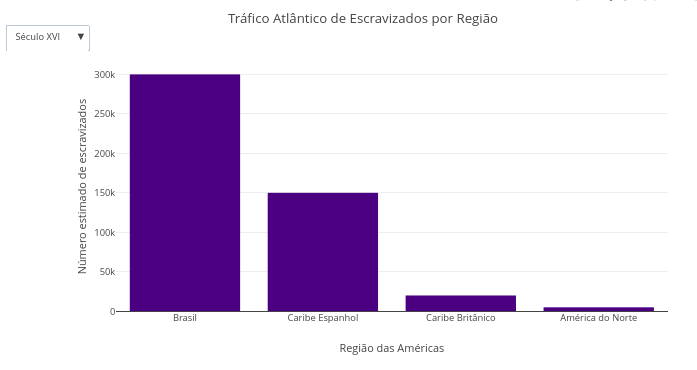 Tráfico Atlântico de Escravizados por Região
Século XVI
Número estimado de escravizados
300k
250k
200k
150k
100k
50k
0
Brasil
Caribe Espanhol
Caribe Britânico
América do Norte
Região das Américas